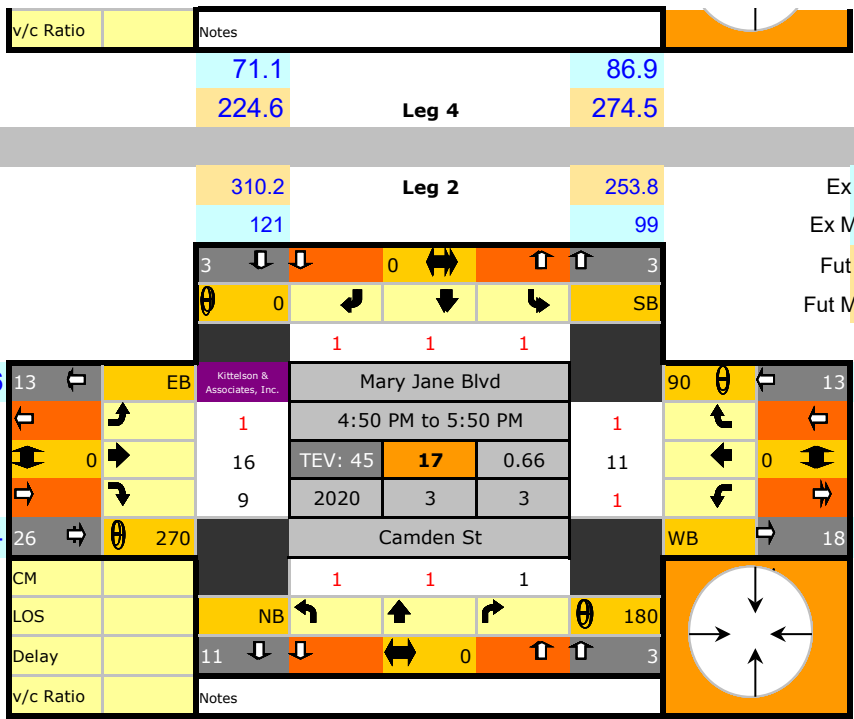 v/c Ratio Notes
71.1 86.9
224.6 Leg 4 274.5
310.2 Leg 2 253.8 Ex
121 99 Ex M
3 0 3 Fut
0 SB Fut M
1 1 1
13 EB Kittelson & Associates, Inc. Mary Jane Blvd 90 13
1 4:50 PM to 5:50 PM 1
0 16 TEV: 45 17 0.66 11 0
9 2020 3 3 1
26 270 Camden St WB 18
CM 1 1 1
LOS NB 180
Delay 11 0 3
v/c Ratio Notes